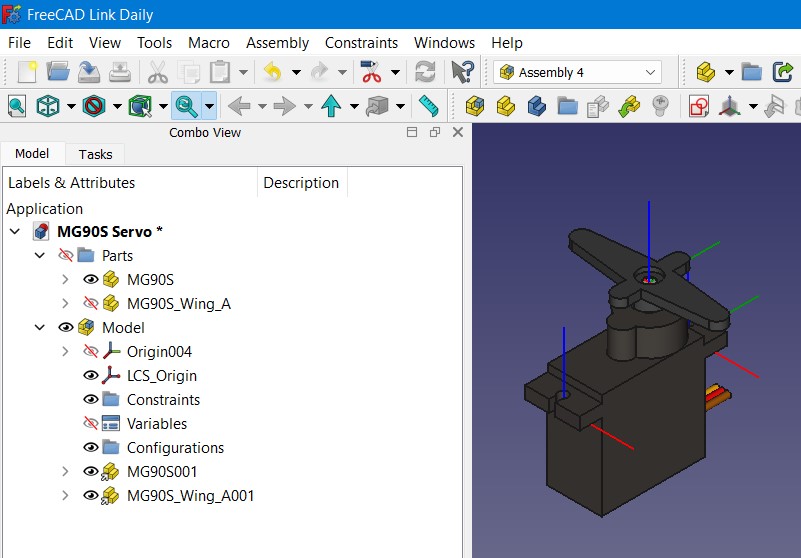 FreeCAD Link Daily
File Edit View Tools Macro Assembly Constraints Windows Help
Assembly 4
Combo View
Model Tasks
Labels & Attributes Description
Application
MG90S Servo *
Parts
MG90S
MG90S_Wing_A
Model
Origin004
LCS_Origin
Constraints
Variables
Configurations
MG90S001
MG90S_Wing_A001